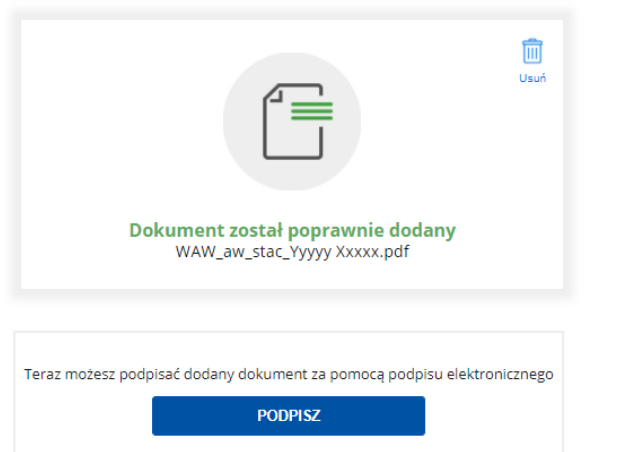 Usuń
Dokument został poprawnie dodany
WAW_aw_stac_Yyyyy Xxxxx.pdf
Teraz możesz podpisać dodany dokument za pomocą podpisu elektronicznego
PODPISZ